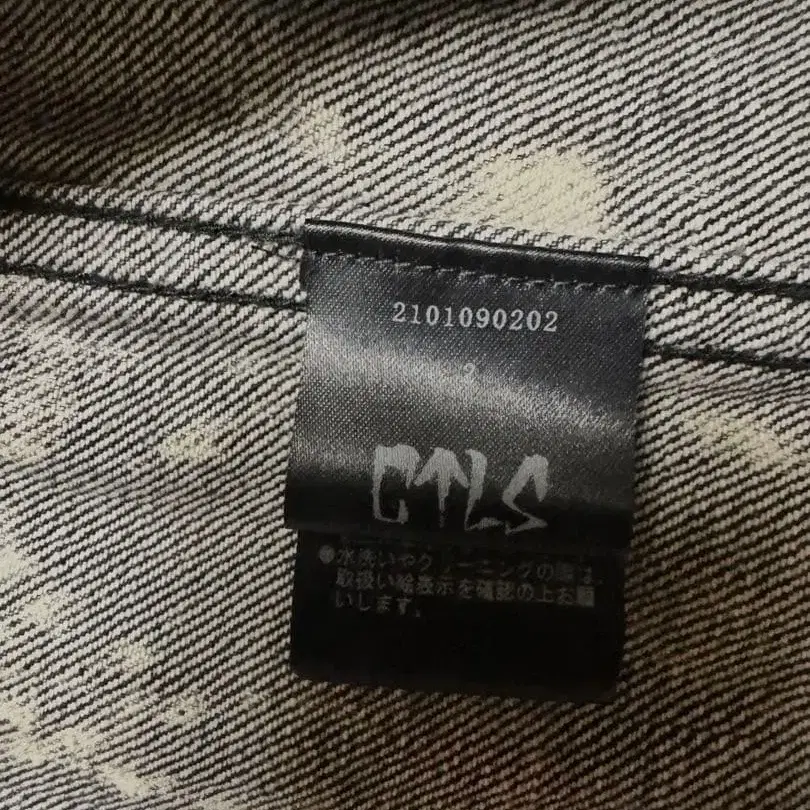 2101090202
2
CTLS
●水洗いやクリーニングの際は、
取扱い絵表示を確認の上お願
いします。